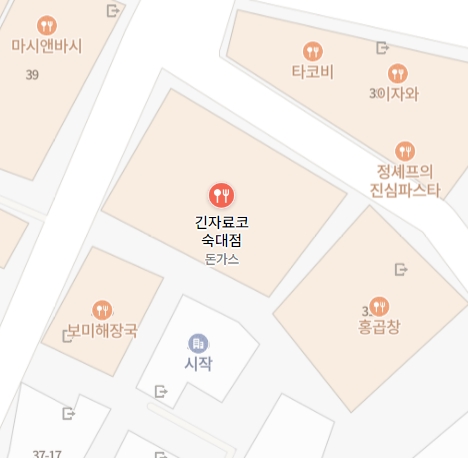 마시앤바시
39
타코비
이자와
정셰프의
진심파스타
긴자료코
숙대점
돈가스
보미해장국
홍곱창
시작
37-17